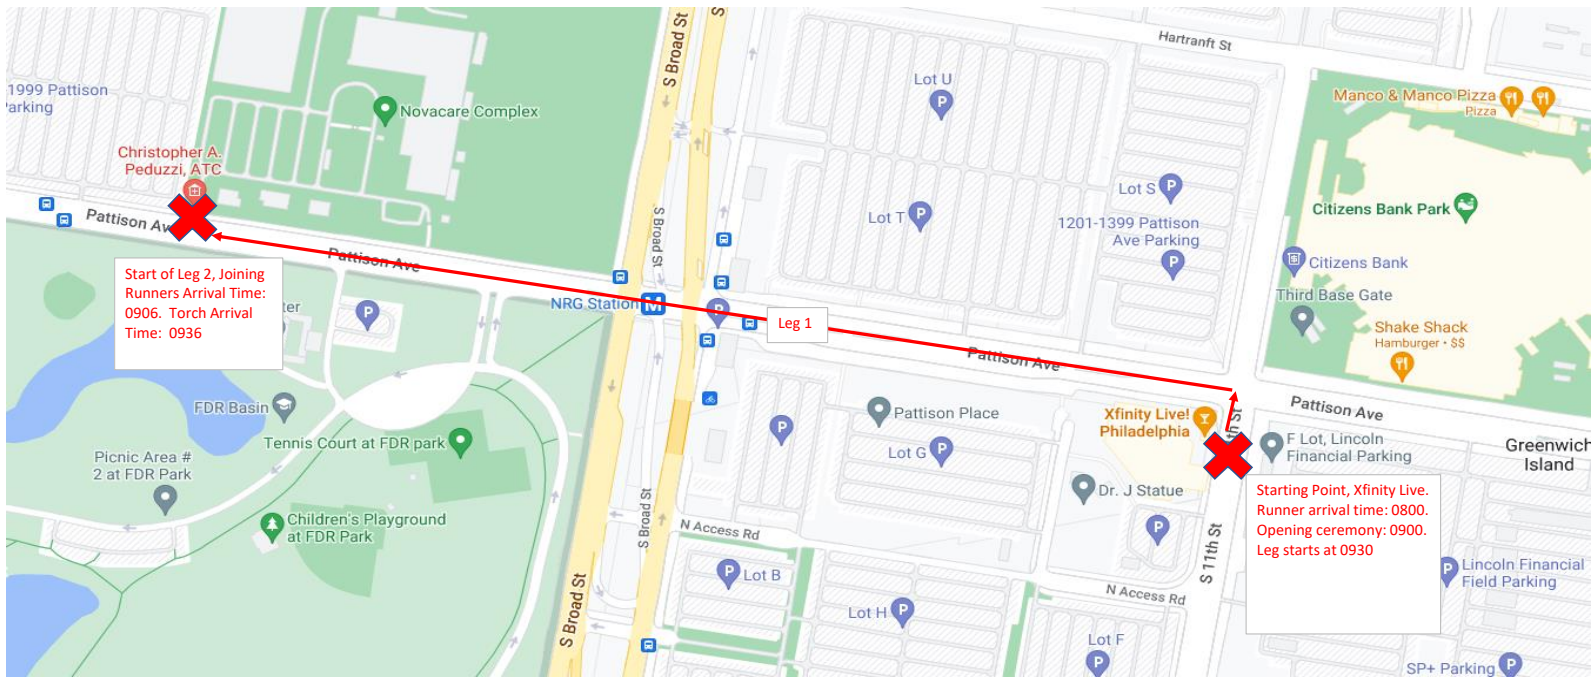 S Broad St
S
Hartranft St
1999 Pattison
arking
Novacare Complex
Lot U
Manco & Manco Pizza
Pizza
Christopher A.
Peduzzi, ATC
Lot S
Lot T
1201-1399 Pattison
Ave Parking
Citizens Bank Park
Pattison Ave
Pattison Ave
S Broad St
Citizens Bank
Start of Leg 2, Joining
Runners Arrival Time:
0906. Torch Arrival
Time: 0936
ter
NRG Station
Leg 1
Third Base Gate
Shake Shack
Hamburger • $$
Pattison Ave
Pattison Ave
FDR Basin
Pattison Place
Xfinity Live!
Philadelphia
th St
Tennis Court at FDR park
Lot G
F Lot, Lincoln
Financial Parking
Greenwich
Island
Picnic Area #
2 at FDR Park
Dr. J Statue
Starting Point, Xfinity Live.
Runner arrival time: 0800.
Opening ceremony: 0900.
Leg starts at 0930
Children's Playground
at FDR Park
S Broad St
N Access Rd
S 11th St
Lot B
N Access Rd
Lincoln Financial
Field Parking
S Broad St
Lot H
Lot F
SP+ Parking